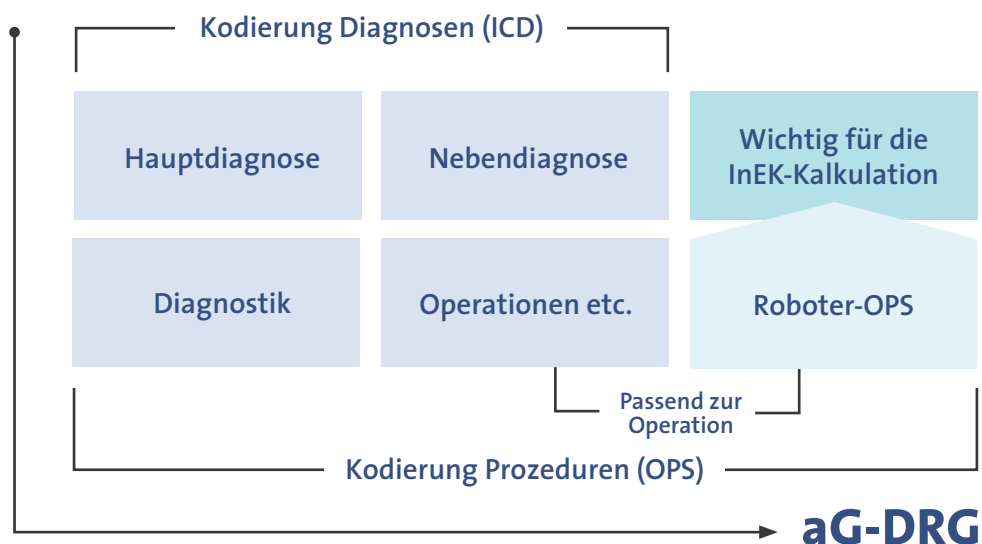 Kodierung Diagnosen (ICD)
Hauptdiagnose
Nebendiagnose
Wichtig für die
InEK-Kalkulation
Diagnostik
Operationen etc.
Roboter-OPS
Passend zur
Operation
Kodierung Prozeduren (OPS)
aG-DRG